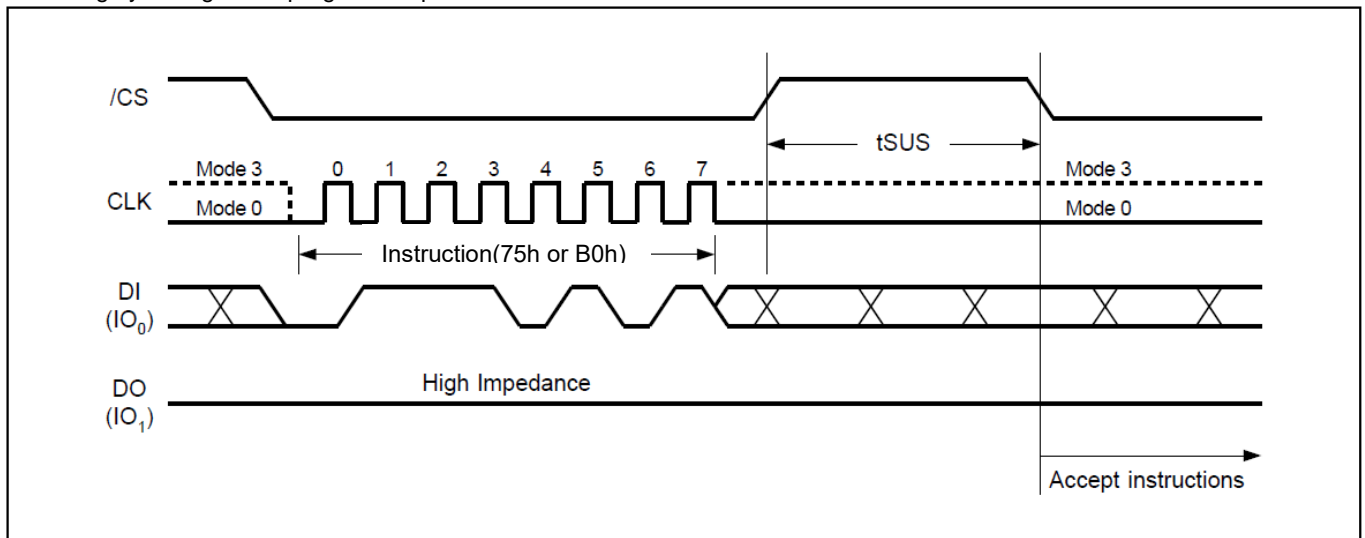 /CS
tSUS
Mode 3 0 1 2 3 4 5 6 7 Mode 3
CLK
Mode 0 Mode 0
Instruction(75h or B0h)
DI
(IO0)
High Impedance
DO
(IO1)
Accept instructions